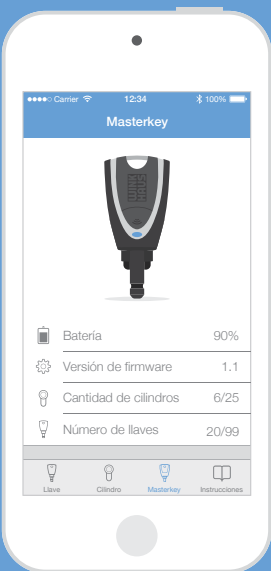 Carrier 12:34 100%
Masterkey
Batería 90%
Versión de firmware 1.1
Cantidad de cilindros 6/25
Número de llaves 20/99
Llave Cilindro Masterkey Instrucciones